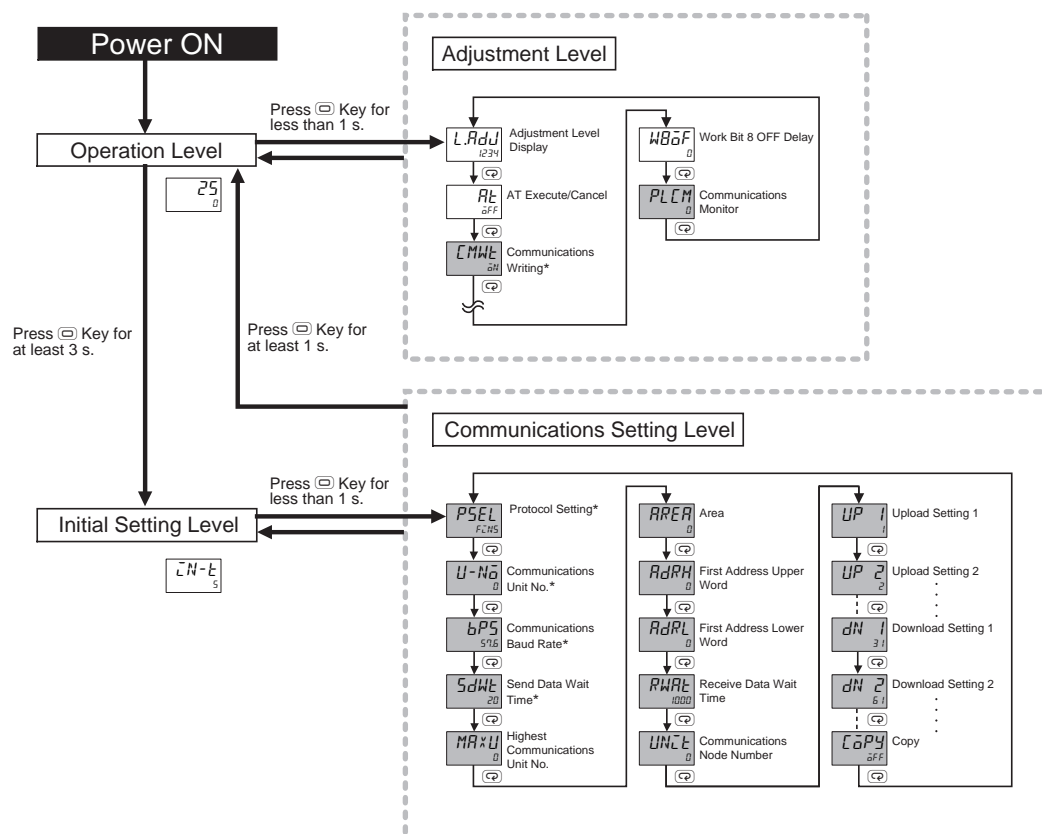 Power ON
Press Key for
less than 1 s.
Operation Level
25
0
Press Key for
at least 3 s.
Press Key for
at least 1 s.
Press Key for
less than 1 s.
Initial Setting Level
iN-t
5
Adjustment Level
L.AdJ
1234
Adjustment Level
Display
At
oFF
AT Execute/Cancel
CMWt
oN
Communications
Writing*
W8oF
0
Work Bit 8 OFF Delay
PLCM
0
Communications
Monitor
Communications Setting Level
PSEL
FiNS
Protocol Setting*
U-No
0
Communications
Unit No.*
bPS
57.6
Communications
Baud Rate*
SdWt
20
Send Data Wait
Time*
MAxU
0
Highest
Communications
Unit No.
AREA
0
Area
AdRH
0
First Address Upper
Word
AdRL
0
First Address Lower
Word
RWAt
1000
Receive Data Wait
Time
UNit
0
Communications
Node Number
UP 1
1
Upload Setting 1
UP 2
2
Upload Setting 2
dN 1
31
Download Setting 1
dN 2
61
Download Setting 2
CoPY
oFF
Copy